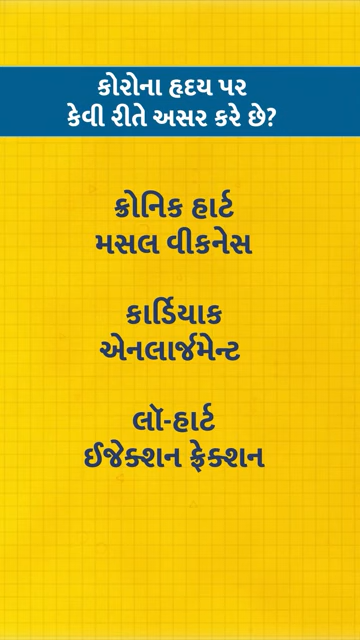 કોરોના હૃદય પર
કેવી રીતે અસર કરે છે?
ક્રોનિક હાર્ટ
મસલ વીકનેસ
કાર્ડિયાક
એનલાર્જમેન્ટ
લૉ-હાર્ટ
ઈજેક્શન ફ્રેક્શન